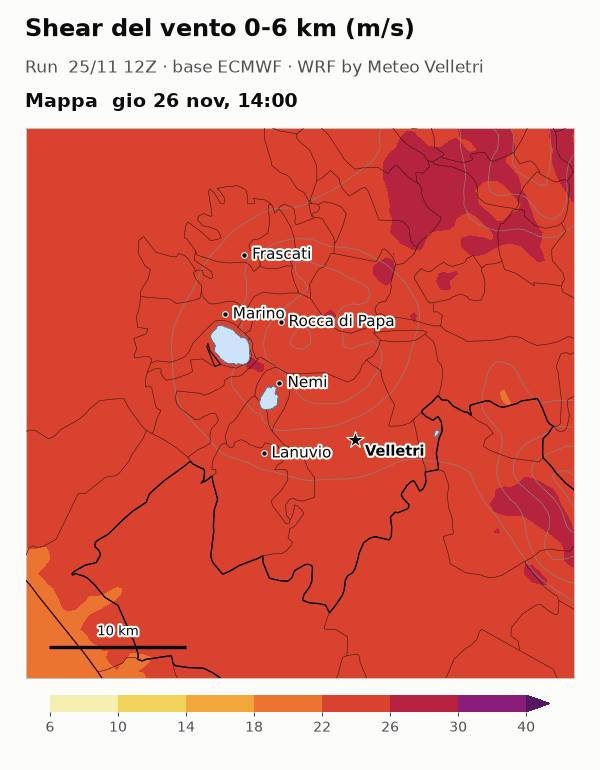 Shear del vento 0-6 km (m/s)
Run 25/11 12Z · base ECMWF · WRF by Meteo Velletri
Mappa gio 26 nov, 14:00
Frascati
Marino
Rocca di Papa
Nemi
Velletri
Lanuvio
10 km
6 10 14 18 22 26 30 40